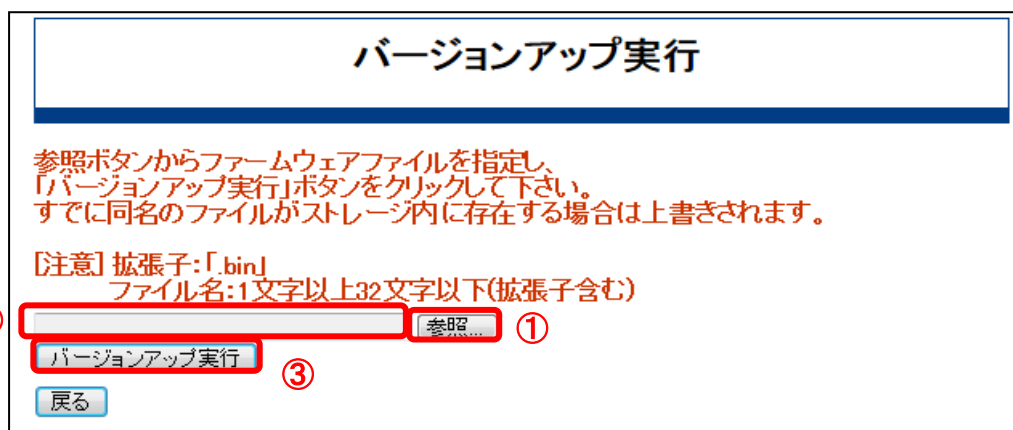 バージョンアップ実行
参照ボタンからファームウェアファイルを指定し、
「バージョンアップ実行」ボタンをクリックして下さい。
すでに同名のファイルがストレージ内に存在する場合は上書きされます。
[注意] 拡張子：「.bin」
ファイル名：1文字以上32文字以下(拡張子含む)
参照... ①
バージョンアップ実行 ③
戻る